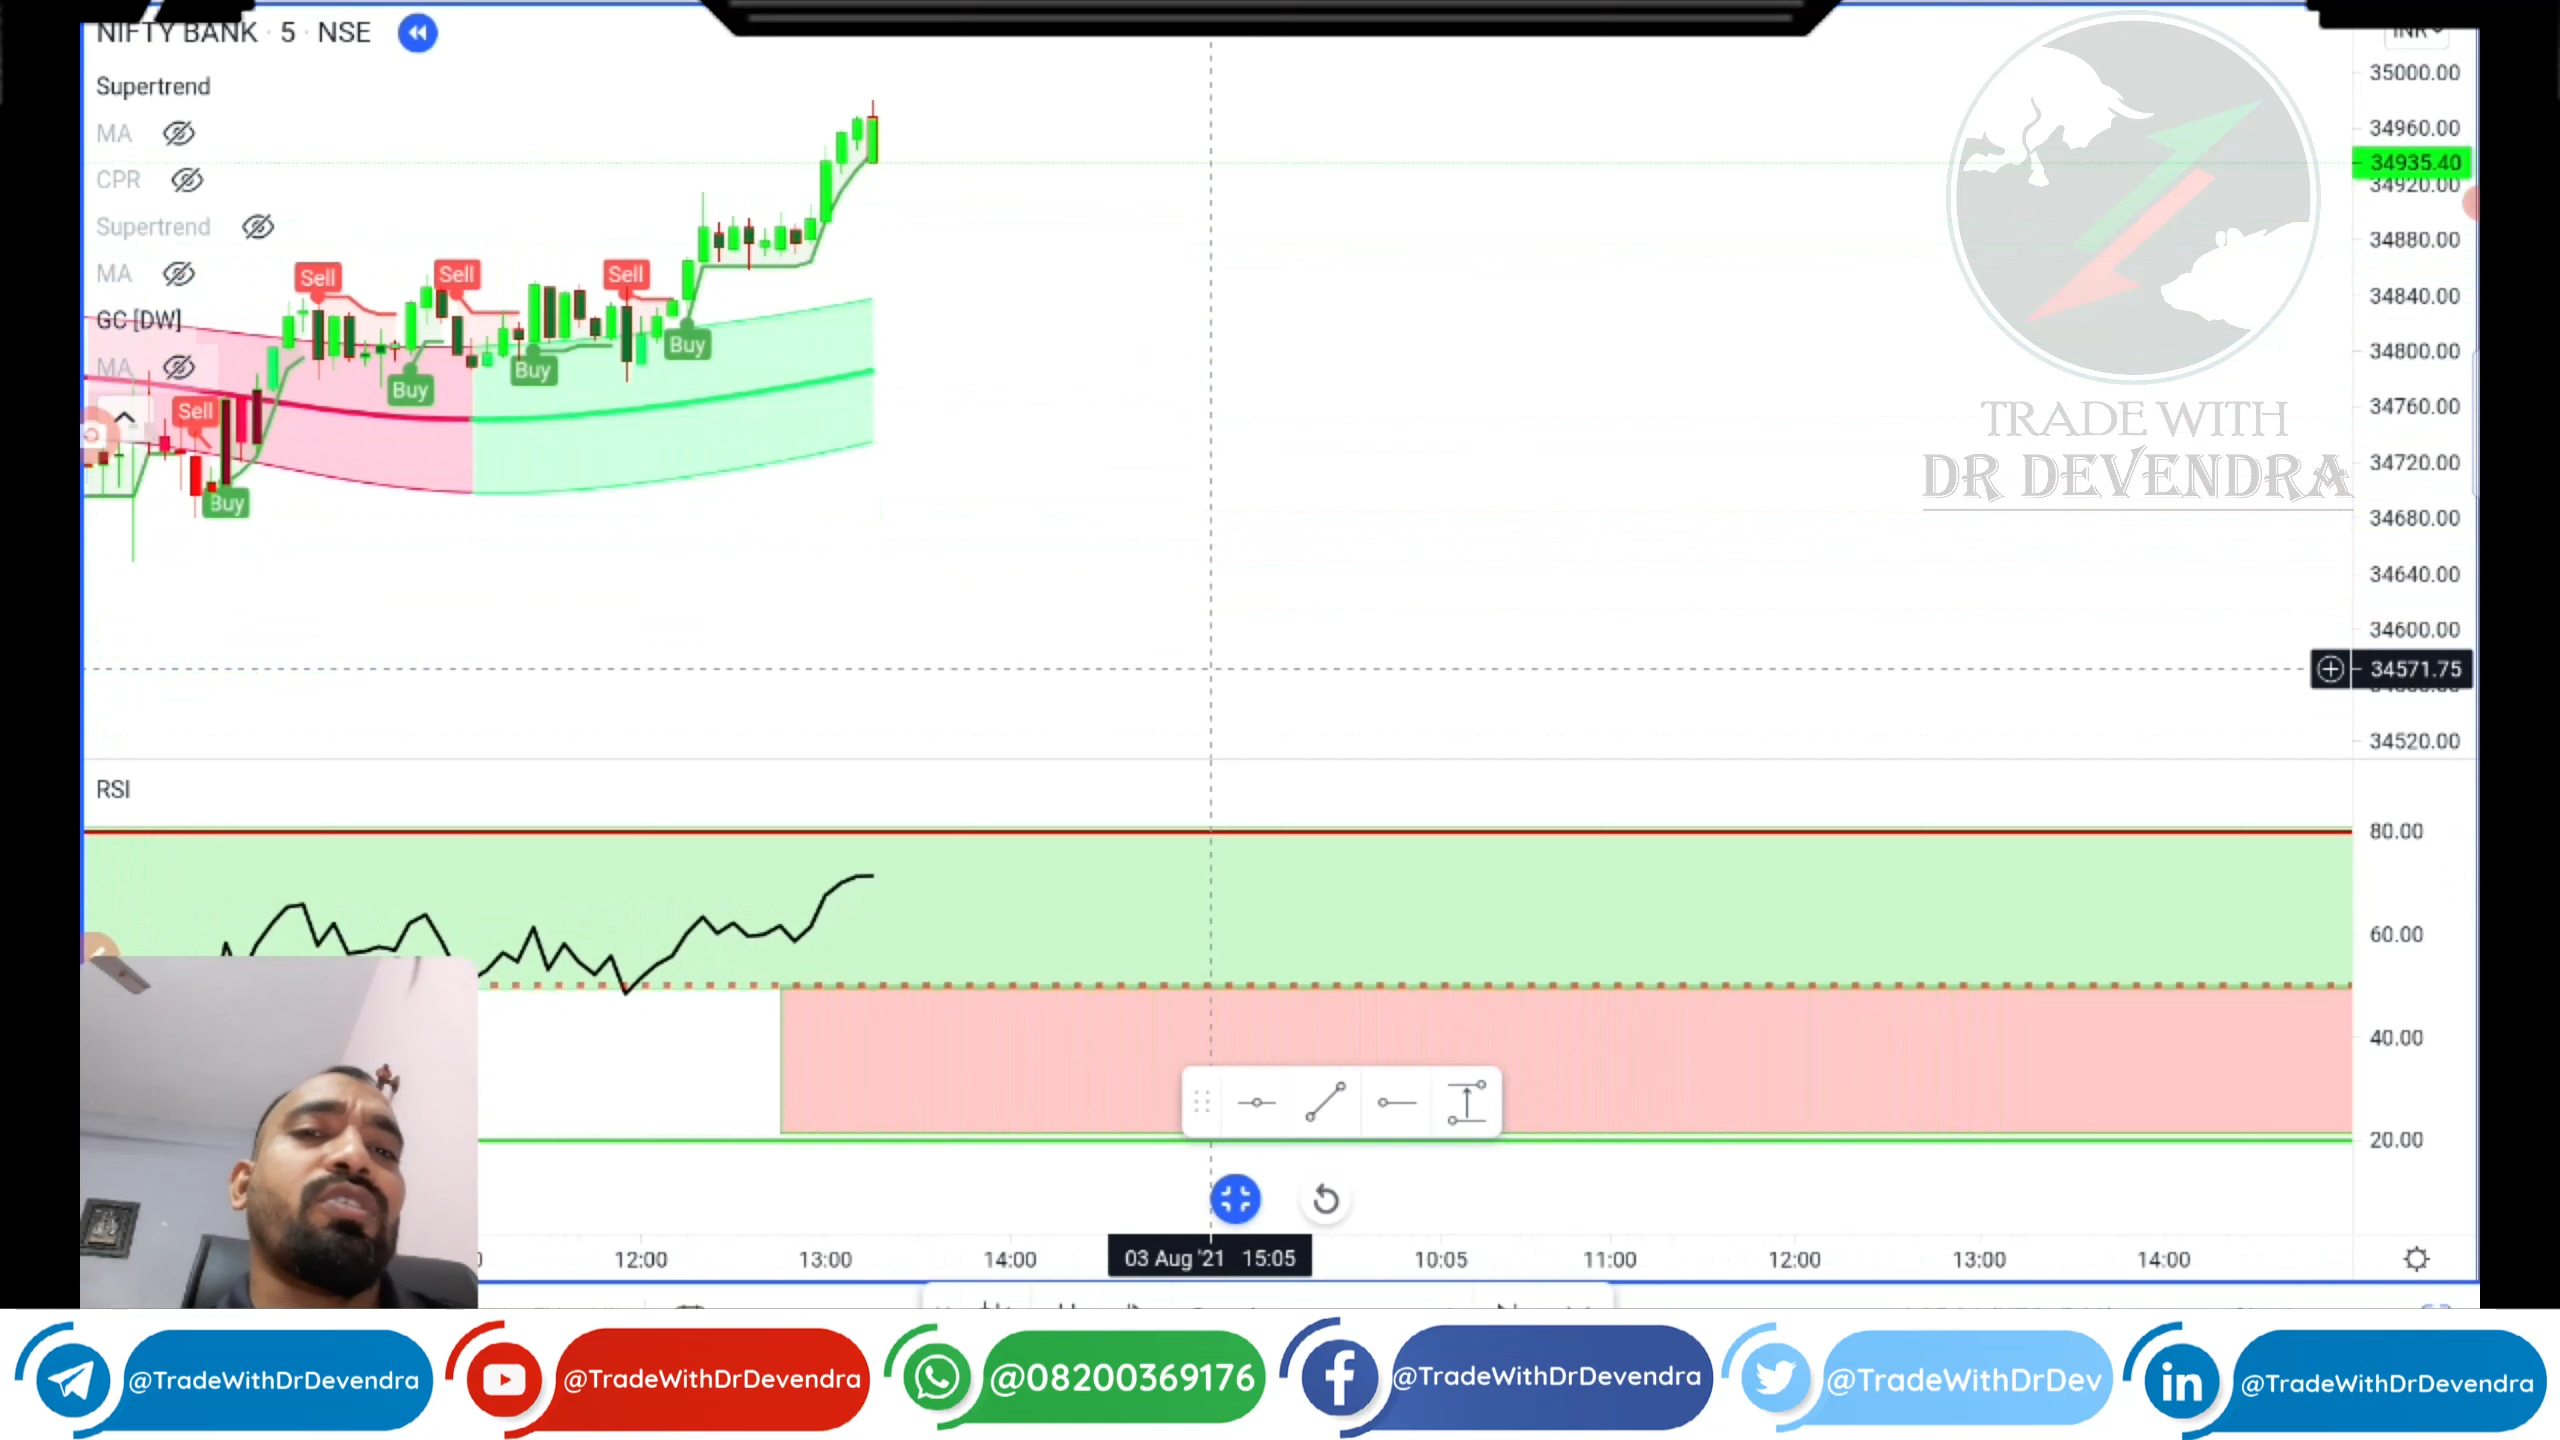 NIFTY BANK · 5 · NSE
INR
Supertrend
MA
CPR
Supertrend
MA
GC [DW]
MA
Sell
Sell
Sell
Sell
Buy
Buy
Buy
Buy
35000.00
34960.00
34935.40
34920.00
34880.00
34840.00
34800.00
34760.00
34720.00
34680.00
34640.00
34600.00
34571.75
34520.00
TRADE WITH
DR DEVENDRA
RSI
80.00
60.00
40.00
20.00
12:00
13:00
14:00
03 Aug '21 15:05
10:05
11:00
12:00
13:00
14:00
@TradeWithDrDevendra
@TradeWithDrDevendra
@08200369176
@TradeWithDrDevendra
@TradeWithDrDev
@TradeWithDrDevendra